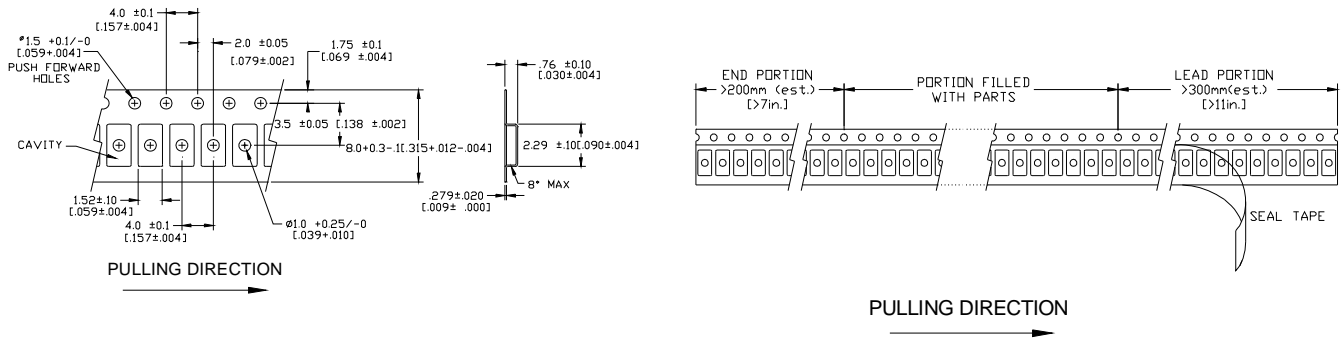 4.0 ±0.1
[.157±.004]
ø1.5 +0.1/-0
[.059+.004]
PUSH FORWARD
HOLES
2.0 ±0.05
[.079±.002]
1.75 ±0.1
[.069 ±.004]
.76 ±0.10
[.030±.004]
3.5 ±0.05 [.138 ±.002]
CAVITY
8.0+0.3-.1[.315+.012-.004]
2.29 ±.10[.090±.004]
8° MAX
1.52±.10
[.059±.004]
4.0 ±0.1
[.157±.004]
ø1.0 +0.25/-0
[.039+.010]
.279±.020
[.009± .000]
PULLING DIRECTION
END PORTION
>200mm (est.)
[>7in.]
PORTION FILLED
WITH PARTS
LEAD PORTION
>300mm(est.)
[>11in.]
SEAL TAPE
PULLING DIRECTION